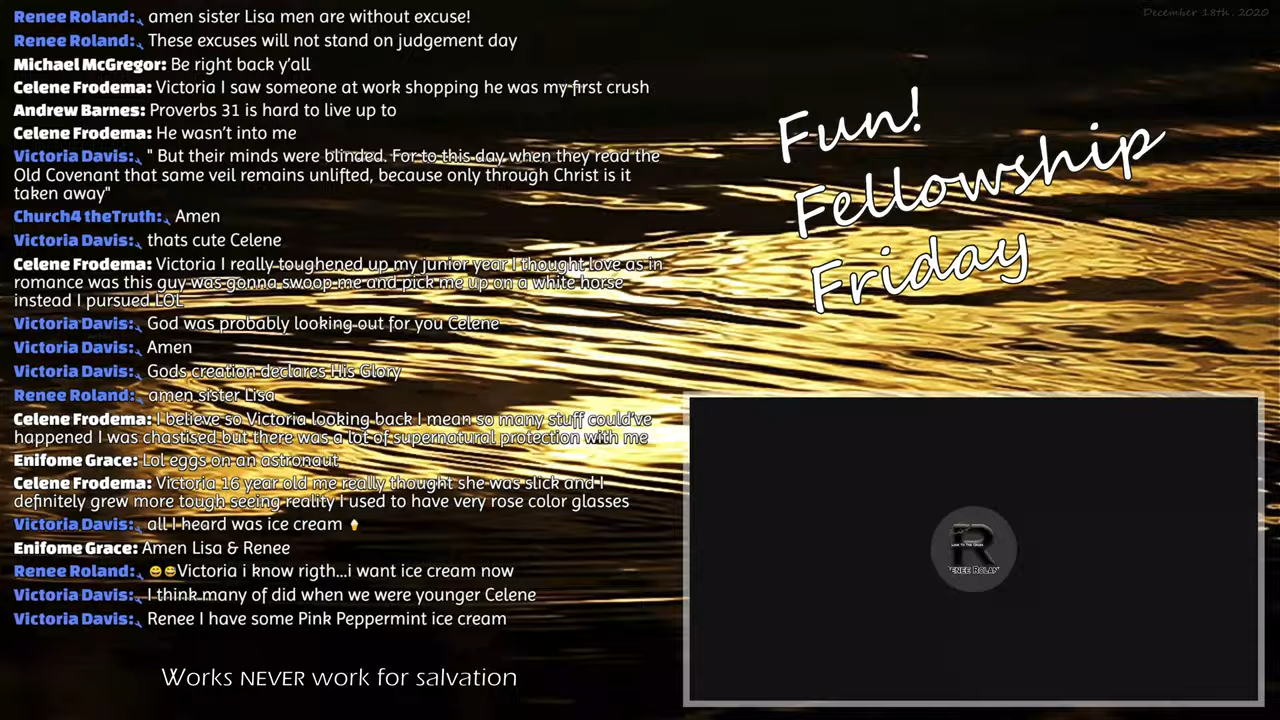 Renee Roland: amen sister Lisa men are without excuse!
Renee Roland: These excuses will not stand on judgement day
Michael McGregor: Be right back y'all
Celene Frodema: Victoria I saw someone at work shopping he was my first crush
Andrew Barnes: Proverbs 31 is hard to live up to
Celene Frodema: He wasn't into me
Victoria Davis: " But their minds were blinded. For to this day when they read the
Old Covenant that same veil remains unlifted, because only through Christ is it
taken away"
Church4 theTruth: Amen
Victoria Davis: thats cute Celene
Celene Frodema: Victoria I really toughened up my junior year I thought love as in
romance was this guy was gonna swoop me and pick me up on a white horse
instead I pursued LOL
Victoria Davis: God was probably looking out for you Celene
Victoria Davis: Amen
Victoria Davis: Gods creation declares His Glory
Renee Roland: amen sister Lisa
Celene Frodema: I believe so Victoria looking back I mean so many stuff could've
happened I was chastised but there was a lot of supernatural protection with me
Enifome Grace: Lol eggs on an astronaut
Celene Frodema: Victoria 16 year old me really thought she was slick and I
definitely grew more tough seeing reality I used to have very rose color glasses
Victoria Davis: all I heard was ice cream 🍦
Enifome Grace: Amen Lisa & Renee
Renee Roland: 😄😄Victoria i know rigth...i want ice cream now
Victoria Davis: I think many of did when we were younger Celene
Victoria Davis: Renee I have some Pink Peppermint ice cream
Works NEVER work for salvation
December 18th, 2020
Fun!
Fellowship
Friday
R
LOOK TO THE CROSS
RENEE ROLAN